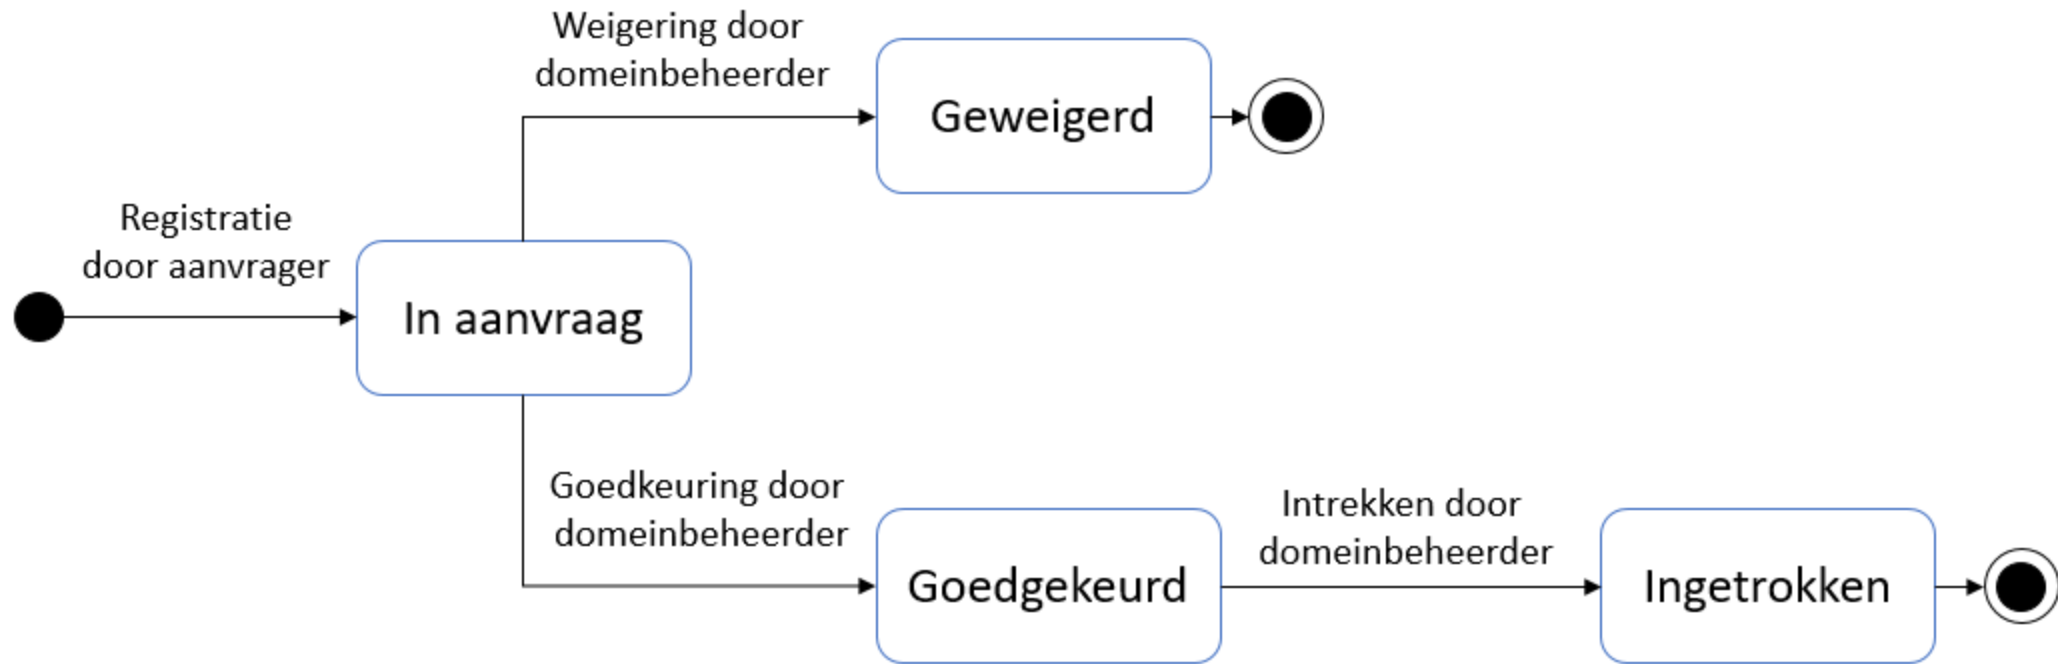 Weigering door
domeinbeheerder
Geweigerd
Registratie
door aanvrager
In aanvraag
Goedkeuring door
domeinbeheerder
Goedgekeurd
Intrekken door
domeinbeheerder
Ingetrokken